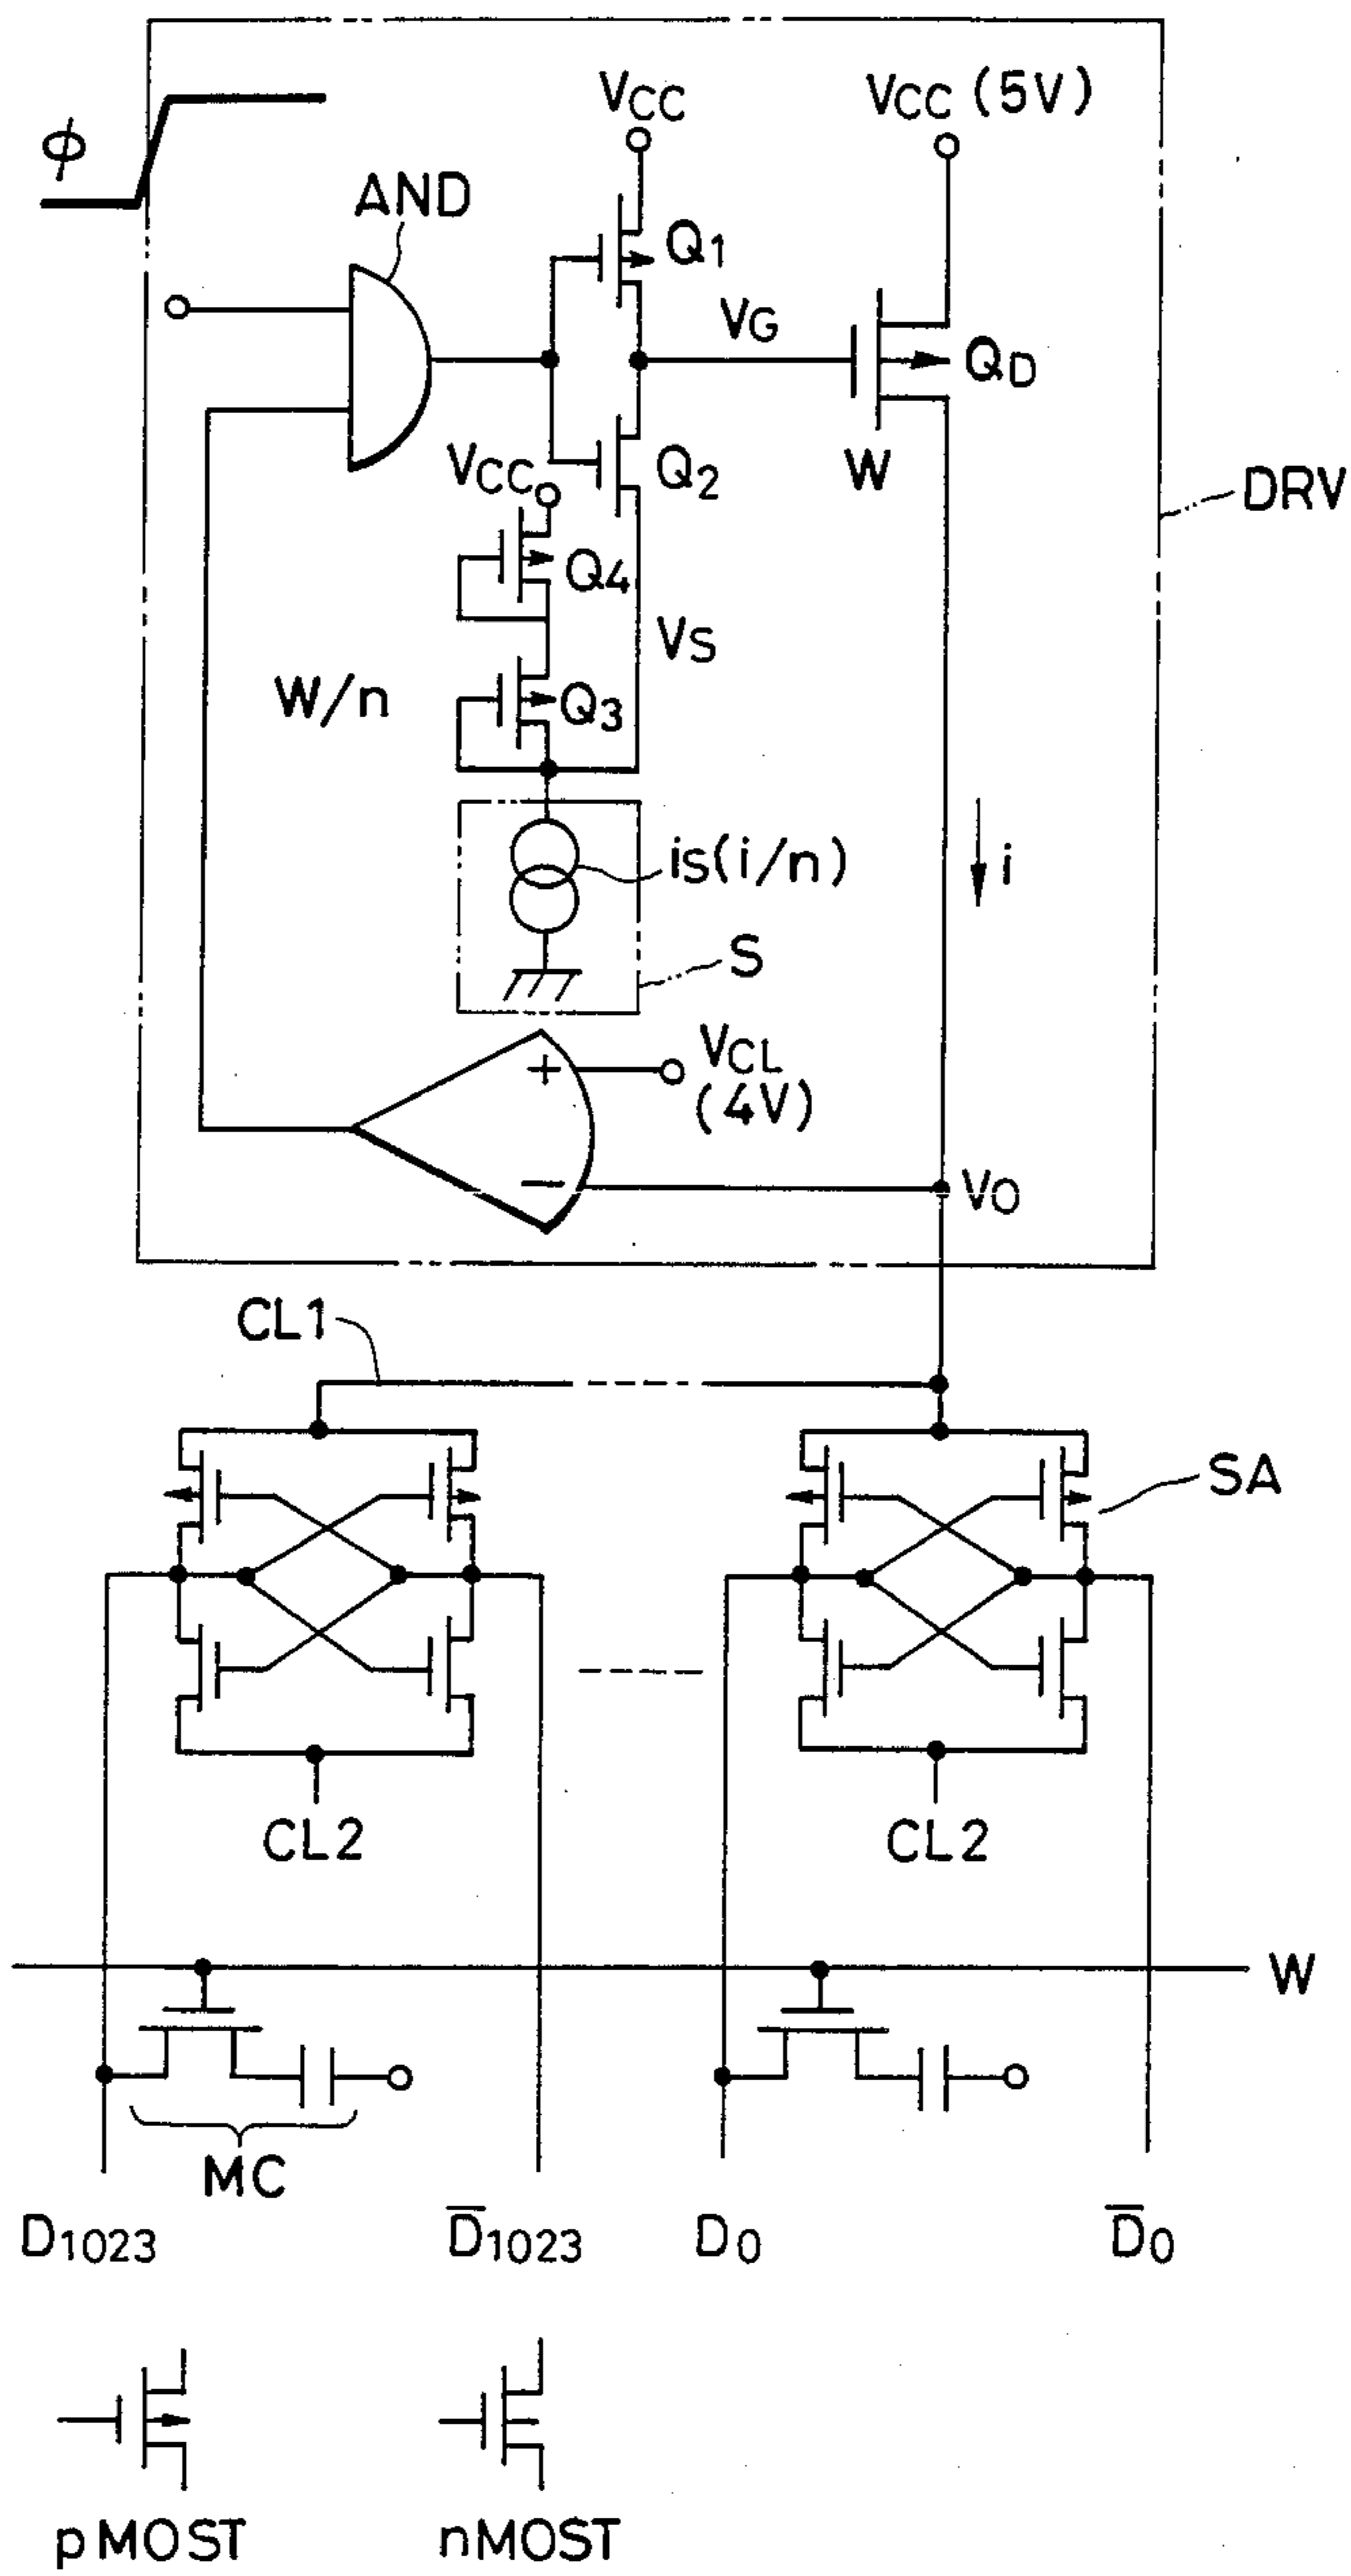 VCC
VCC (5V)
ϕ
AND
Q1
VG
QD
VCC
Q2
W
DRV
Q4
VS
W/n
Q3
iS(i/n)
i
S
+
VCL
(4V)
−
VO
CL1
SA
CL2
CL2
W
MC
D1023
D̅1023
D0
D̅0
pMOST
nMOST